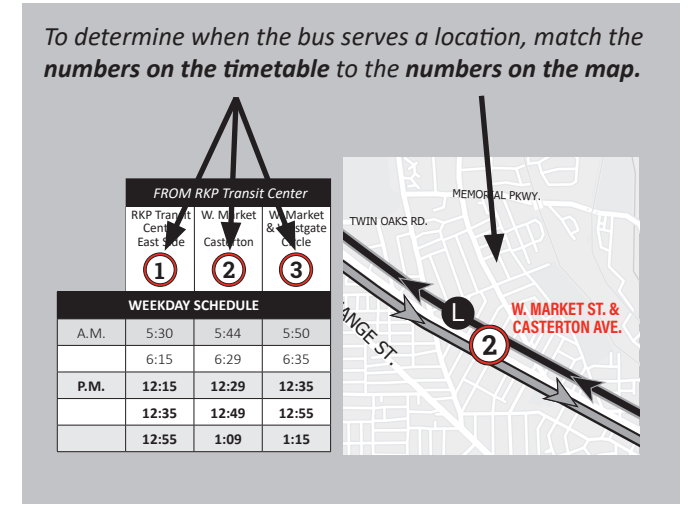 To determine when the bus serves a location, match the
numbers on the timetable to the numbers on the map.
FROM RKP Transit Center
RKP Transit Center East Side
W. Market Casterton
W. Market & Westgate Circle
1 2 3
WEEKDAY SCHEDULE
A.M. 5:30 5:44 5:50
6:15 6:29 6:35
P.M. 12:15 12:29 12:35
12:35 12:49 12:55
12:55 1:09 1:15
MEMORIAL PKWY.
TWIN OAKS RD.
L
W. MARKET ST. &
CASTERTON AVE.
2
ANGE ST.